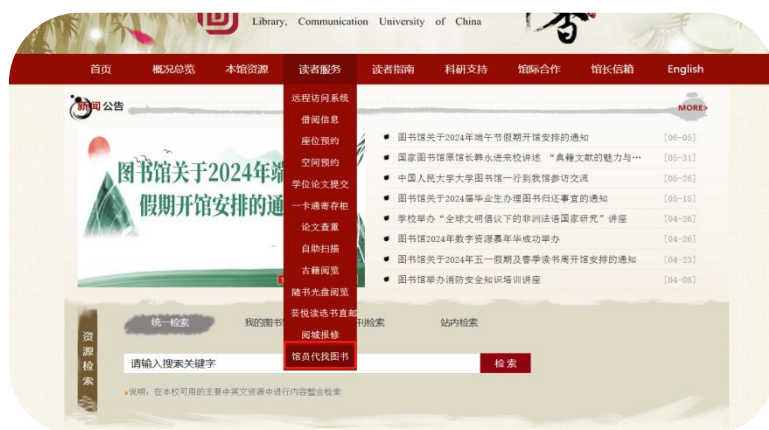 Library, Communication University of China
首页 概况总览 本馆资源 读者服务 读者指南 科研支持 馆际合作 馆长信箱 English
新闻公告
MORE>
远程访问系统
借阅信息
座位预约
空间预约
学位论文提交
一卡通寄存柜
论文查重
自助扫描
古籍阅览
随书光盘阅览
芸悦读选书直邮
阅城报修
馆员代找图书
图书馆关于2024年端
假期开馆安排的通
图书馆关于2024年端午节假期开馆安排的通知 [06-05]
国家图书馆原馆长韩永进来校讲述 “典籍文献的魅力与… [05-31]
中国人民大学图书馆一行到我馆参访交流 [05-26]
图书馆关于2024届毕业生办理图书归还事宜的通知 [05-15]
学校举办“全球文明倡议下的非洲法语国家研究”讲座 [04-26]
图书馆2024年数字资源嘉年华成功举办 [04-26]
图书馆关于2024年五一假期及春季读书周开馆安排的通知 [04-23]
图书馆举办消防安全知识培训讲座 [04-08]
资源检索
统一检索 我的图书 刊检索 站内检索
请输入搜索关键字 检 索
说明，在本校可用的主要中英文资源中进行内容整合检索